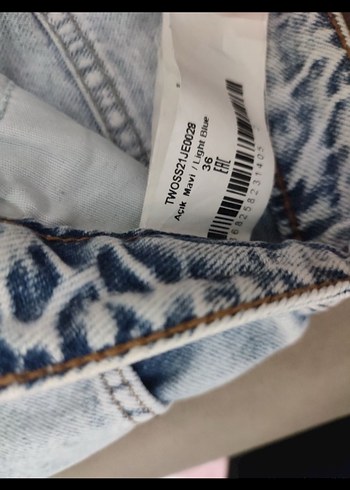 TWOSS21JE0028
Açık Mavi / Light Blue
36
EAC